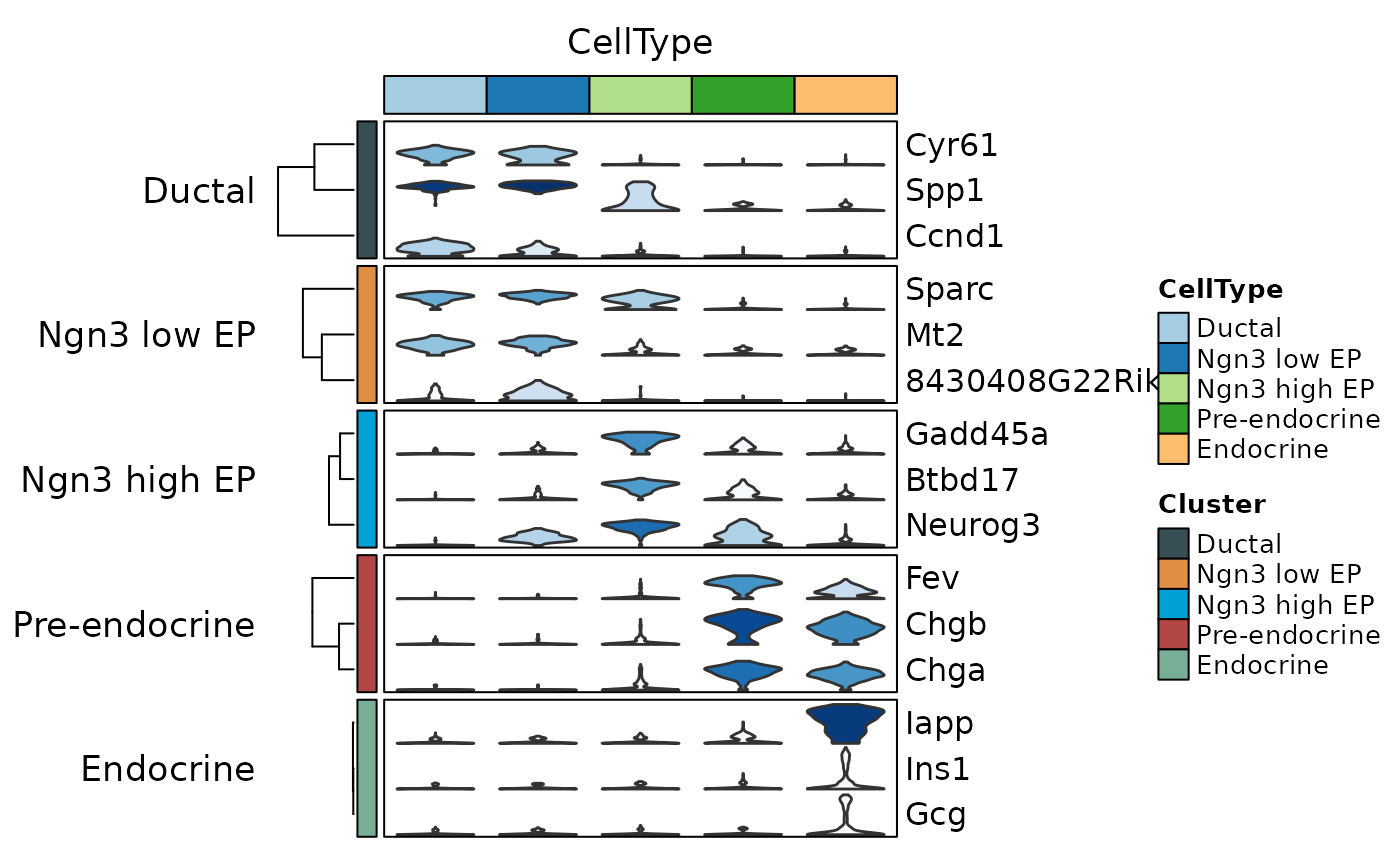 CellType
Ductal
Cyr61
Spp1
Ccnd1
Ngn3 low EP
Sparc
Mt2
8430408G22Rik
Ngn3 high EP
Gadd45a
Btbd17
Neurog3
Pre-endocrine
Fev
Chgb
Chga
Endocrine
Iapp
Ins1
Gcg
CellType
Ductal
Ngn3 low EP
Ngn3 high EP
Pre-endocrine
Endocrine
Cluster
Ductal
Ngn3 low EP
Ngn3 high EP
Pre-endocrine
Endocrine